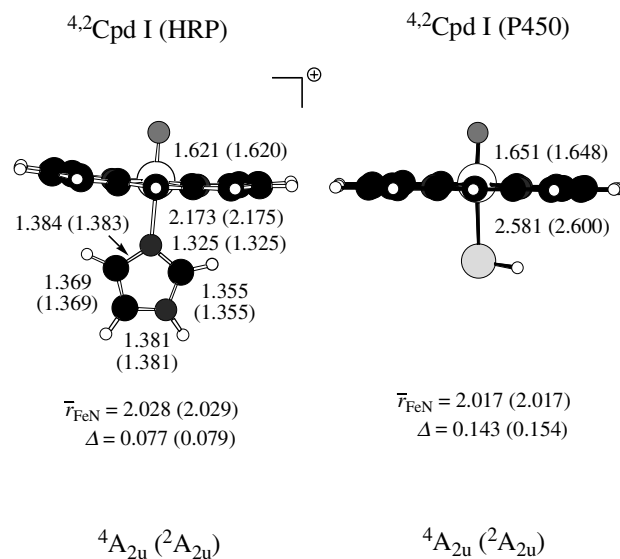 ⁴,²Cpd I (HRP)
⁴,²Cpd I (P450)
⊕
1.621 (1.620)
1.384 (1.383)
2.173 (2.175)
1.325 (1.325)
1.369
(1.369)
1.355
(1.355)
1.381
(1.381)
1.651 (1.648)
2.581 (2.600)
r̅FeN = 2.028 (2.029)
Δ = 0.077 (0.079)
r̅FeN = 2.017 (2.017)
Δ = 0.143 (0.154)
⁴A₂ᵤ (²A₂ᵤ)
⁴A₂ᵤ (²A₂ᵤ)